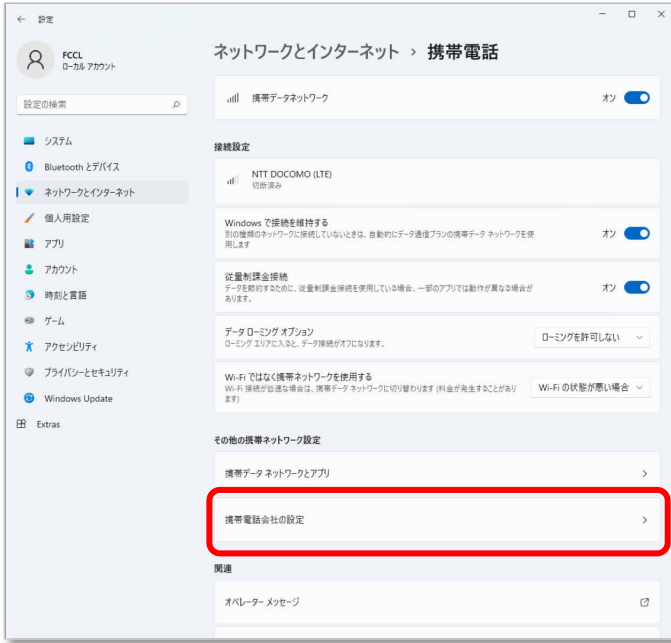 設定
FCCL
ローカル アカウント
設定の検索
システム
Bluetooth とデバイス
ネットワークとインターネット
個人用設定
アプリ
アカウント
時刻と言語
ゲーム
アクセシビリティ
プライバシーとセキュリティ
Windows Update
Extras
ネットワークとインターネット › 携帯電話
携帯データネットワーク
オン
接続設定
NTT DOCOMO (LTE)
切断済み
Windows で接続を維持する
別の種類のネットワークに接続していないときは、自動的にデータ通信プランの携帯データ ネットワークを使
用します
オン
従量制課金接続
データを節約するために、従量制課金接続を使用している場合、一部のアプリでは動作が異なる場合が
あります。
オン
データ ローミング オプション
ローミング エリアに入ると、データ接続がオフになります。
ローミングを許可しない
Wi-Fi ではなく携帯ネットワークを使用する
Wi-Fi 接続が低速な場合は、携帯データ ネットワークに切り替わります (料金が発生することがあり
ます)
Wi-Fi の状態が悪い場合
その他の携帯ネットワーク設定
携帯データ ネットワークとアプリ
携帯電話会社の設定
関連
オペレーター メッセージ